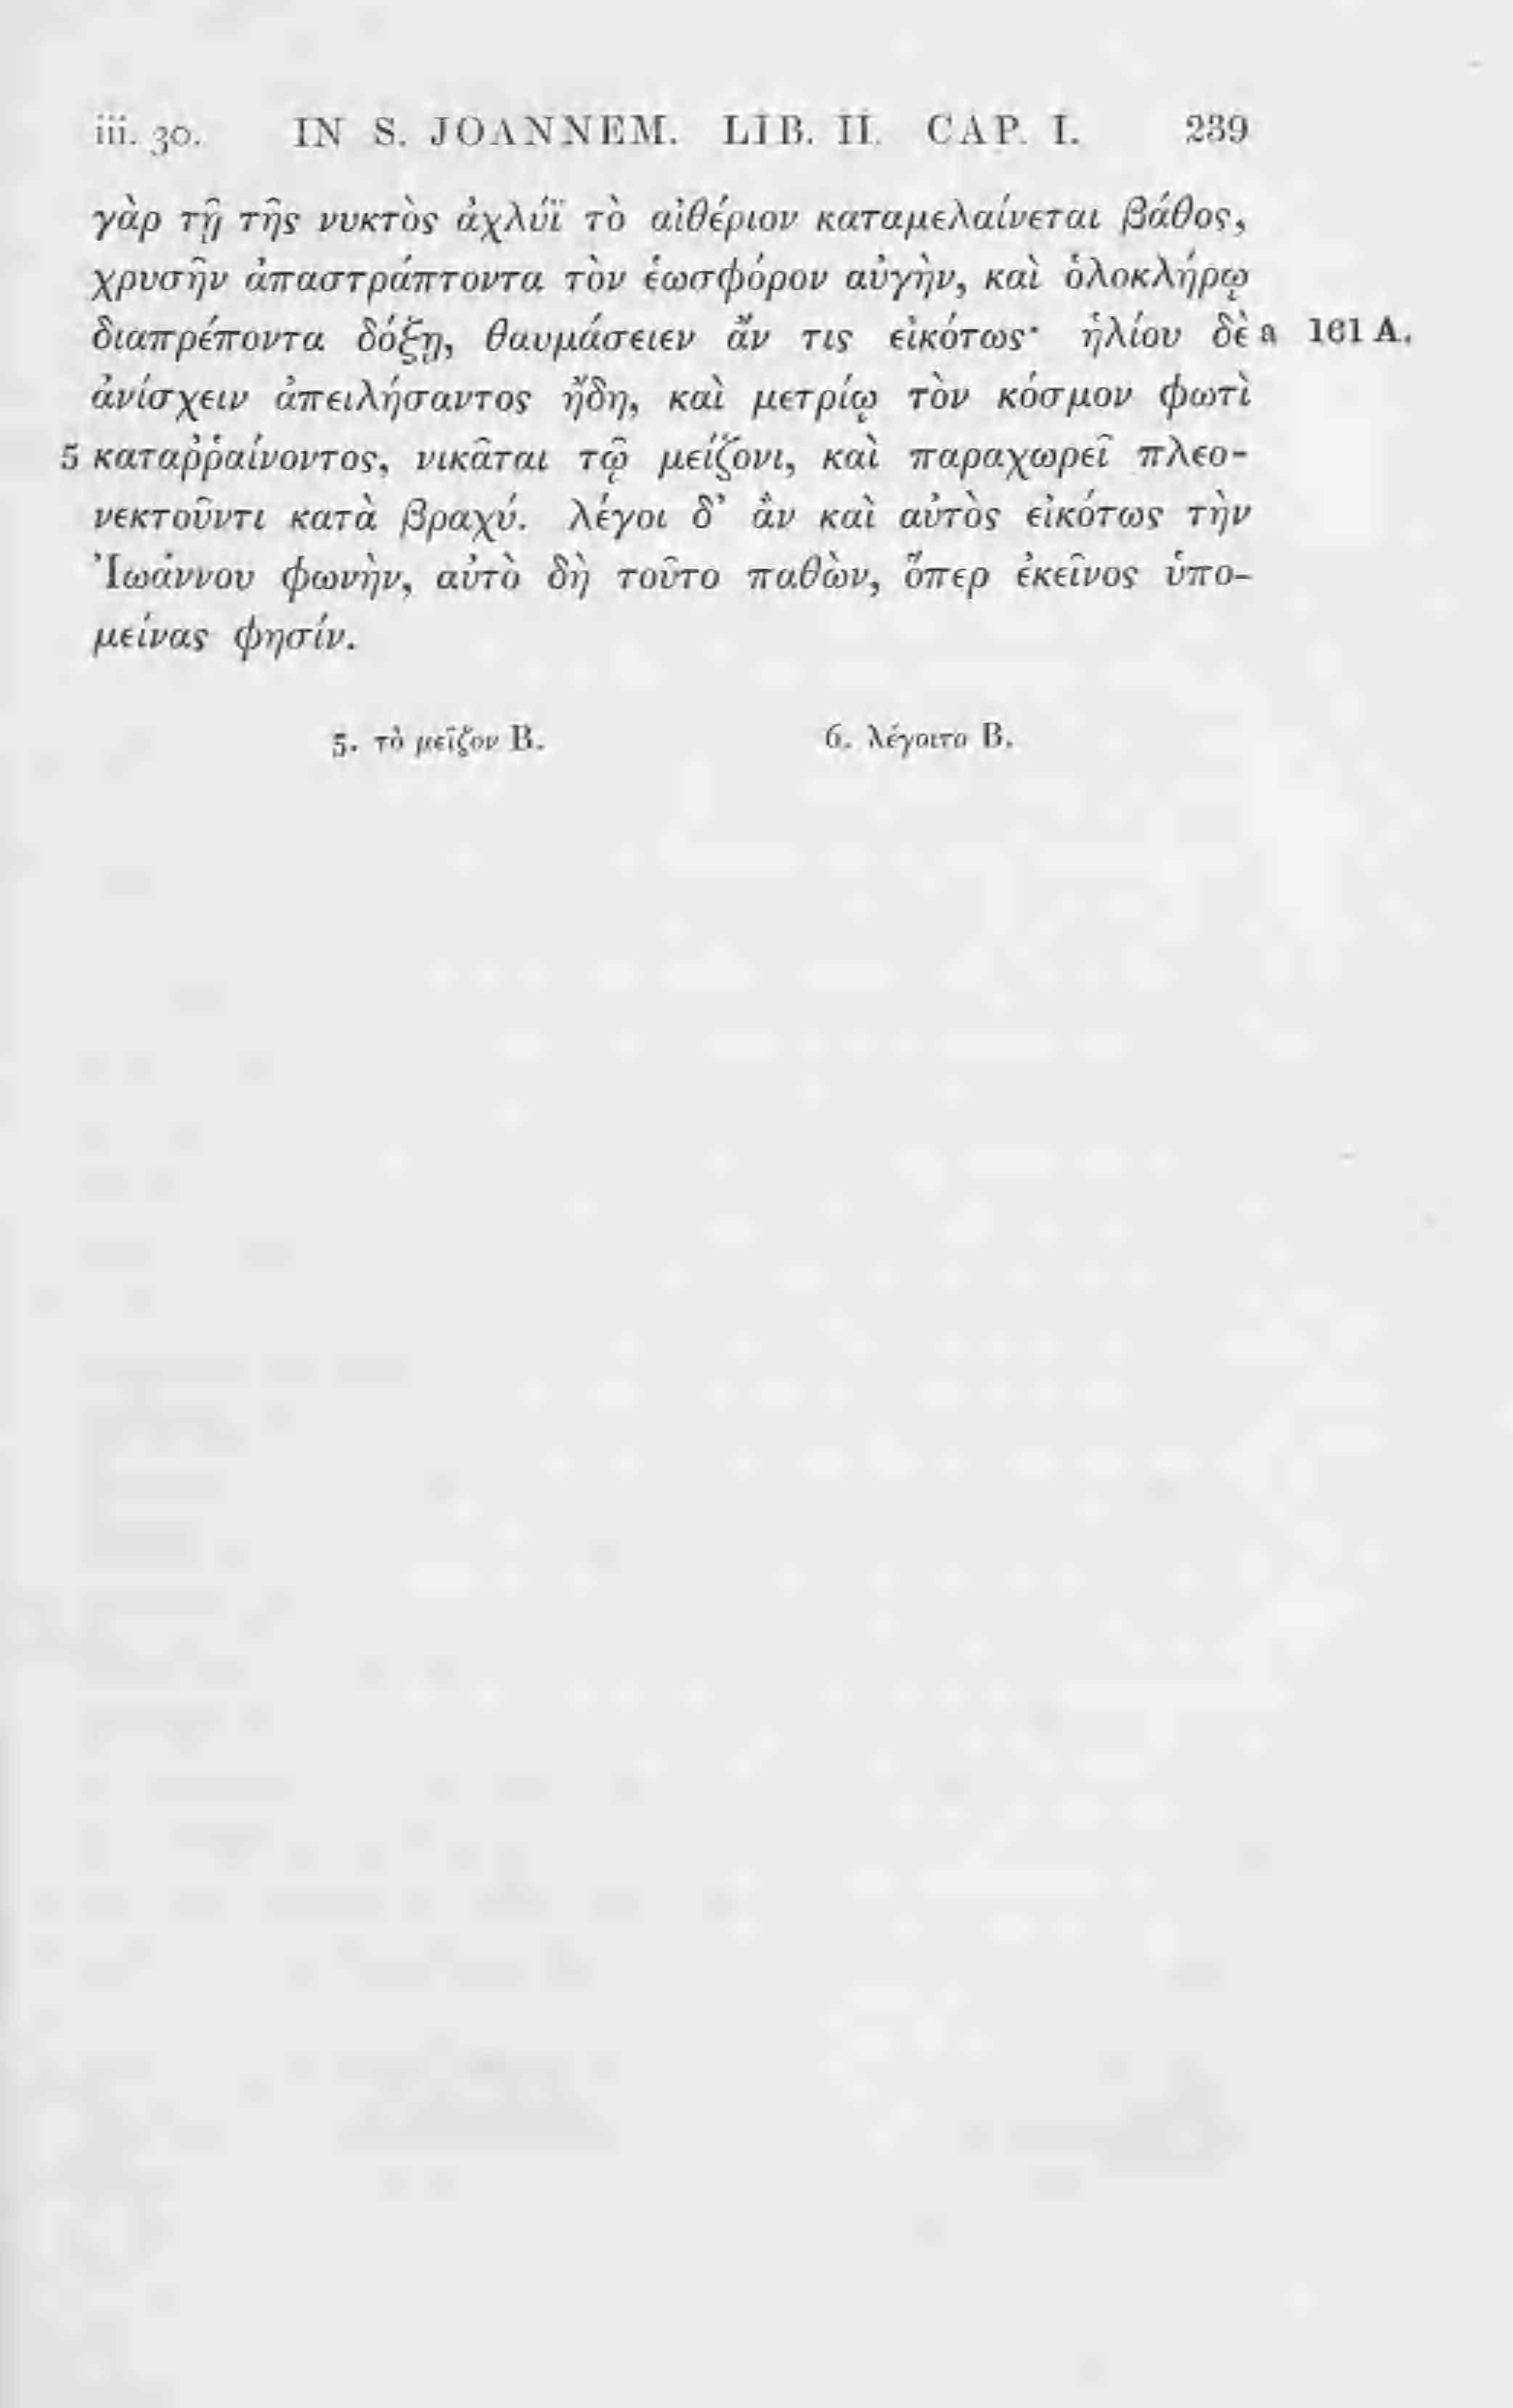 iii. 30. IN S. JOANNEM. LIB. II. CAP. I. 239
γὰρ τῇ τῆς νυκτὸς ἀχλύϊ τὸ αἰθέριον καταμελαίνεται βάθος,
χρυσῆν ἀπαστράπτοντα τὸν ἑωσφόρον αὐγὴν, καὶ ὁλοκλήρῳ
διαπρέποντα δόξῃ, θαυμάσειεν ἄν τις εἰκότως· ἡλίου δὲ a 161 A.
ἀνίσχειν ἀπειλήσαντος ἤδη, καὶ μετρίῳ τὸν κόσμον φωτὶ
5 καταῤῥαίνοντος, νικᾶται τῷ μείζονι, καὶ παραχωρεῖ πλεο-
νεκτοῦντι κατὰ βραχύ. λέγοι δ’ ἂν καὶ αὐτὸς εἰκότως τὴν
Ἰωάννου φωνὴν, αὐτὸ δὴ τοῦτο παθὼν, ὅπερ ἐκεῖνος ὑπο-
μείνας φησίν.
5. τὸ μεῖζον B. 6. λέγοιτο B.